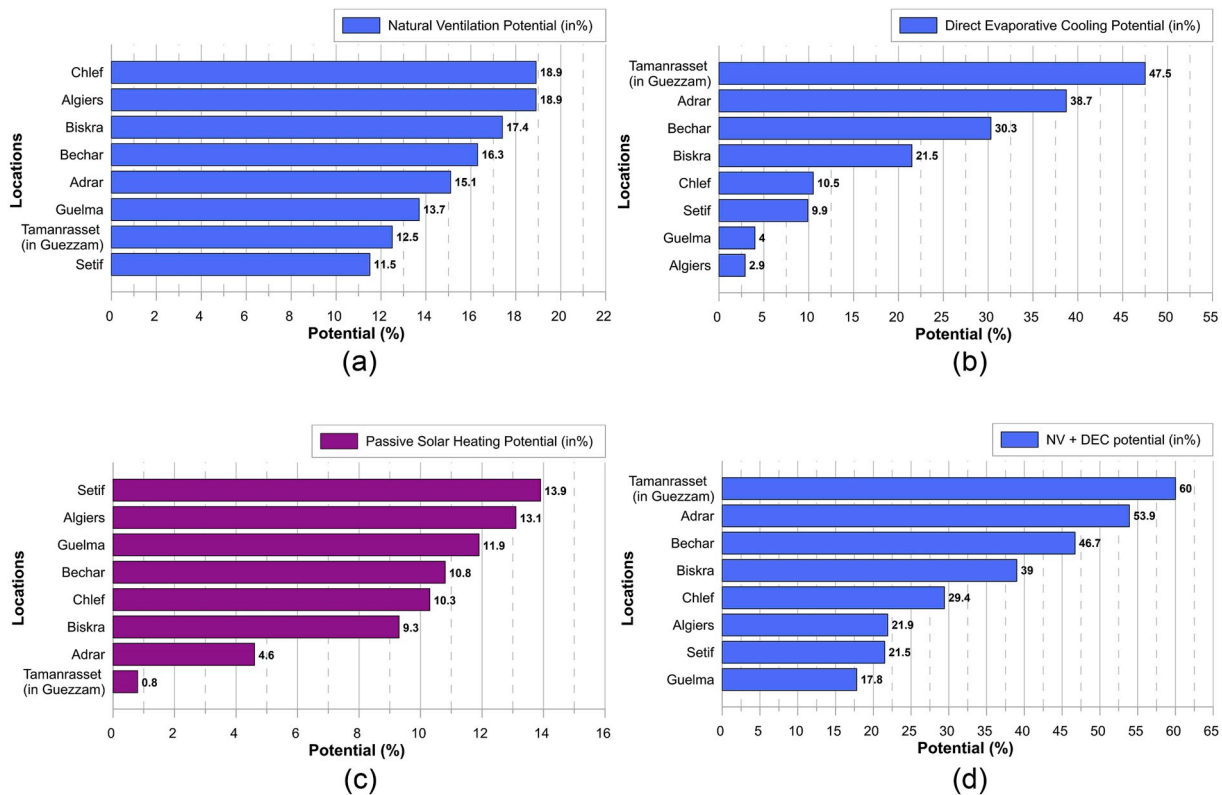 Natural Ventilation Potential (in%)
Locations
Chlef 18.9
Algiers 18.9
Biskra 17.4
Bechar 16.3
Adrar 15.1
Guelma 13.7
Tamanrasset
(in Guezzam) 12.5
Setif 11.5
0 2 4 6 8 10 12 14 16 18 20 22
Potential (%)
(a)
Direct Evaporative Cooling Potential (in%)
Locations
Tamanrasset
(in Guezzam) 47.5
Adrar 38.7
Bechar 30.3
Biskra 21.5
Chlef 10.5
Setif 9.9
Guelma 4
Algiers 2.9
0 5 10 15 20 25 30 35 40 45 50 55
Potential (%)
(b)
Passive Solar Heating Potential (in%)
Locations
Setif 13.9
Algiers 13.1
Guelma 11.9
Bechar 10.8
Chlef 10.3
Biskra 9.3
Adrar 4.6
Tamanrasset
(in Guezzam) 0.8
0 2 4 6 8 10 12 14 16
Potential (%)
(c)
NV + DEC potential (in%)
Locations
Tamanrasset
(in Guezzam) 60
Adrar 53.9
Bechar 46.7
Biskra 39
Chlef 29.4
Algiers 21.9
Setif 21.5
Guelma 17.8
0 5 10 15 20 25 30 35 40 45 50 55 60 65
Potential (%)
(d)